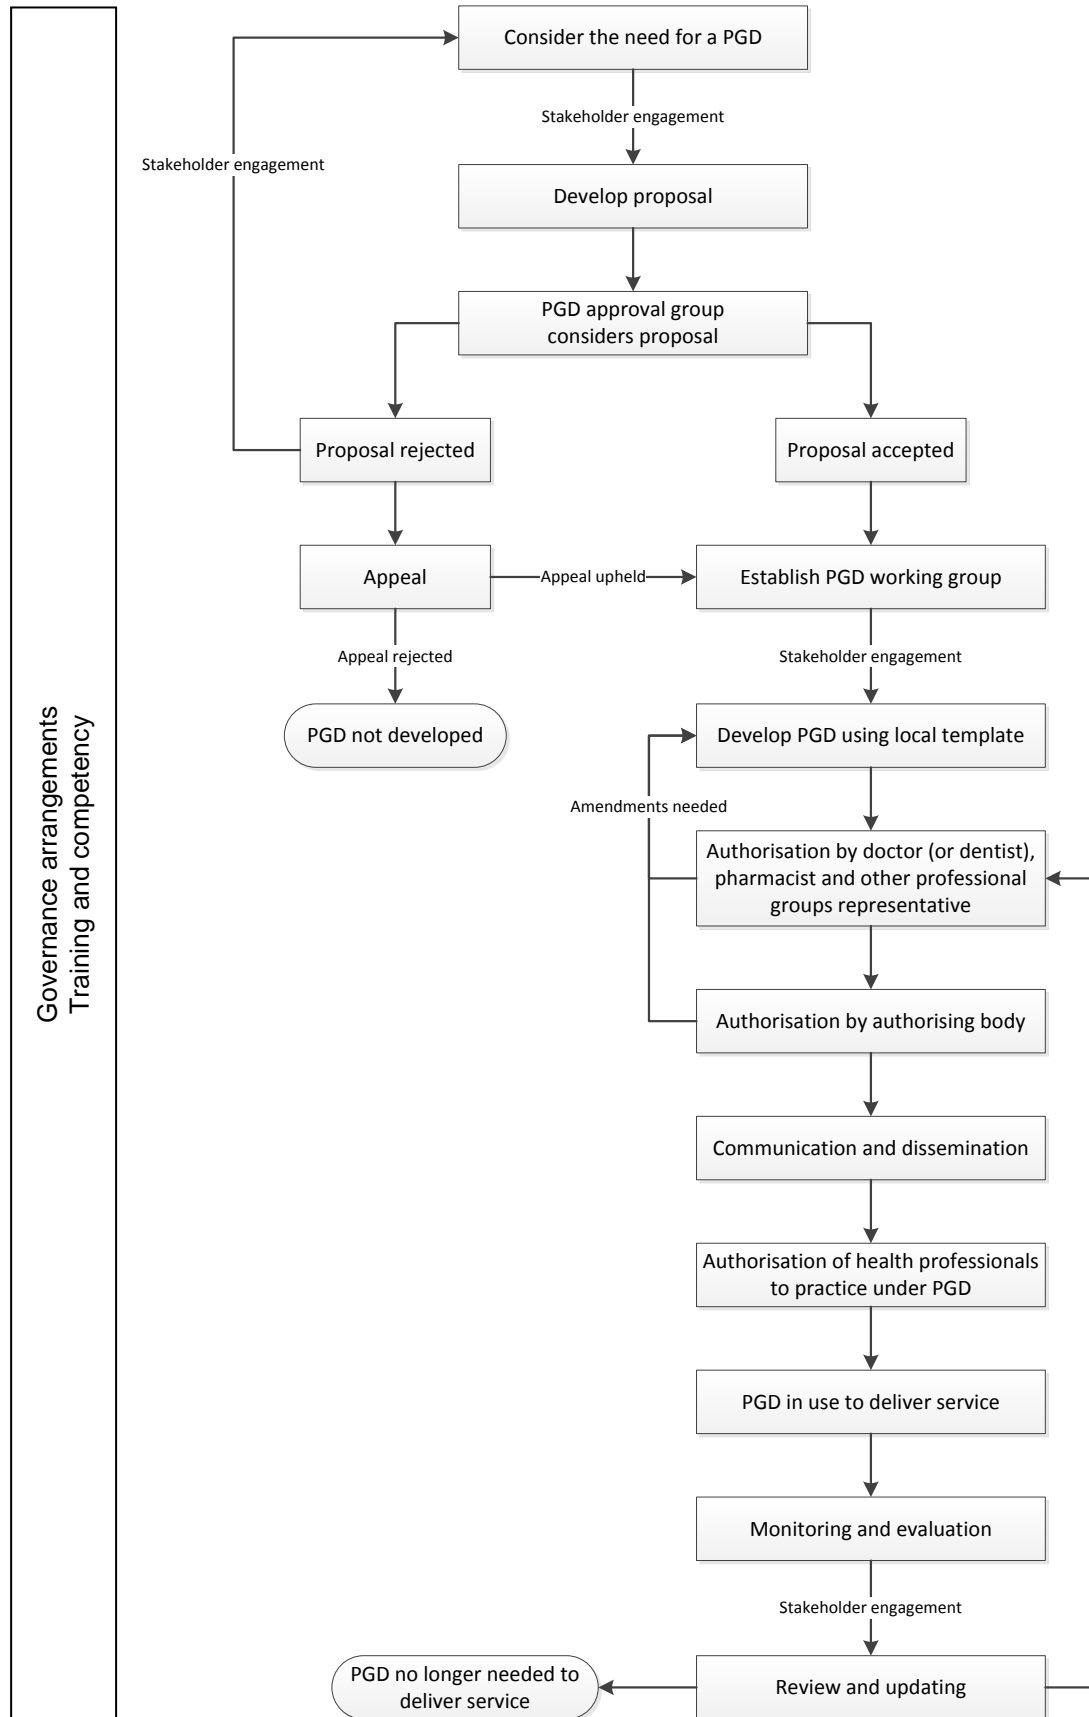 Consider the need for a PGD
Stakeholder engagement
Stakeholder engagement
Develop proposal
PGD approval group
considers proposal
Proposal rejected
Proposal accepted
Appeal
Appeal upheld
Establish PGD working group
Appeal rejected
Stakeholder engagement
PGD not developed
Develop PGD using local template
Amendments needed
Authorisation by doctor (or dentist),
pharmacist and other professional
groups representative
Authorisation by authorising body
Communication and dissemination
Authorisation of health professionals
to practice under PGD
PGD in use to deliver service
Monitoring and evaluation
Stakeholder engagement
PGD no longer needed to
deliver service
Review and updating
Governance arrangements
Training and competency